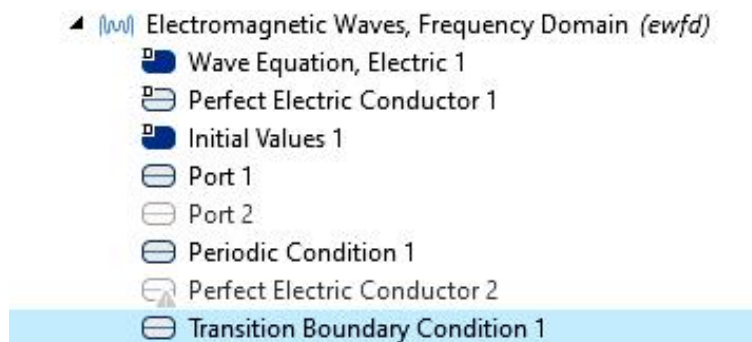 Electromagnetic Waves, Frequency Domain (ewfd)
Wave Equation, Electric 1
Perfect Electric Conductor 1
Initial Values 1
Port 1
Port 2
Periodic Condition 1
Perfect Electric Conductor 2
Transition Boundary Condition 1